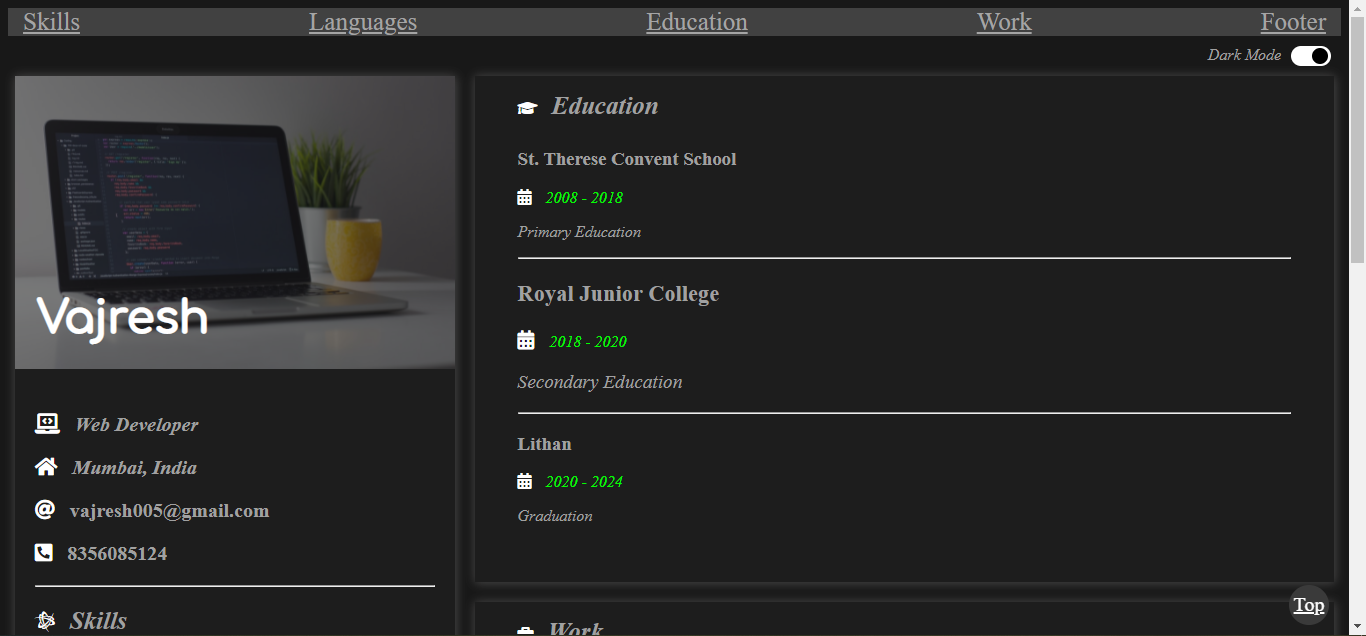 Skills Languages Education Work Footer
Dark Mode
Vajresh
Web Developer
Mumbai, India
vajresh005@gmail.com
8356085124
Skills
Education
St. Therese Convent School
2008 - 2018
Primary Education
Royal Junior College
2018 - 2020
Secondary Education
Lithan
2020 - 2024
Graduation
Work
Top